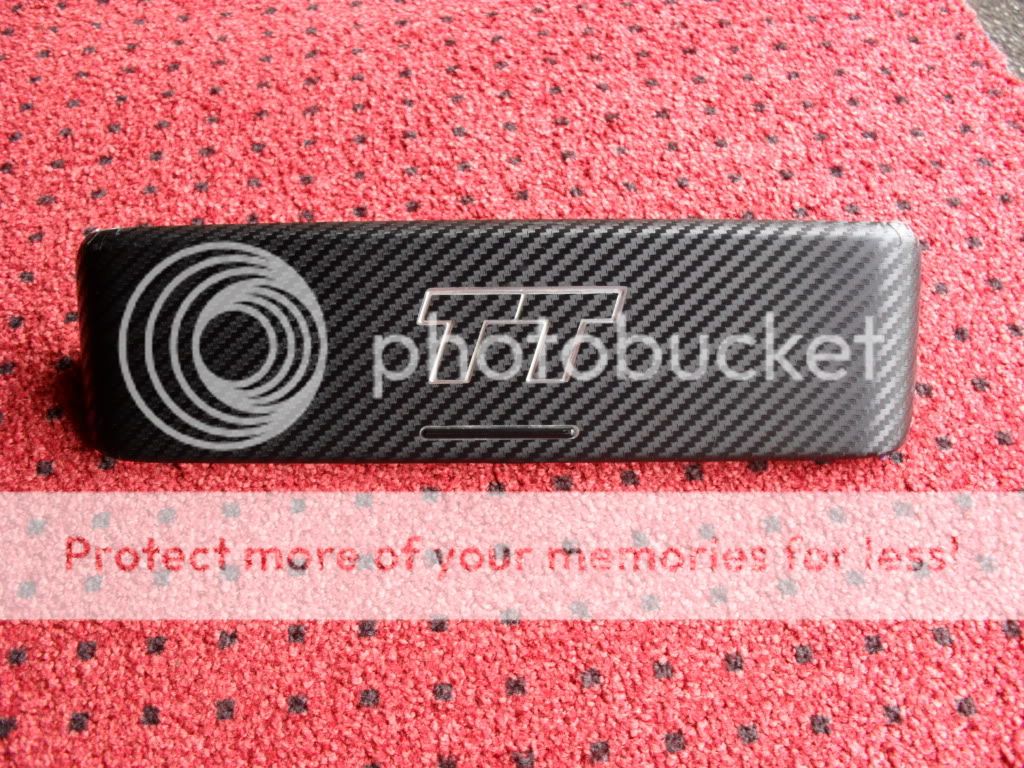 TT
photobucket
Protect more of your memories for less!